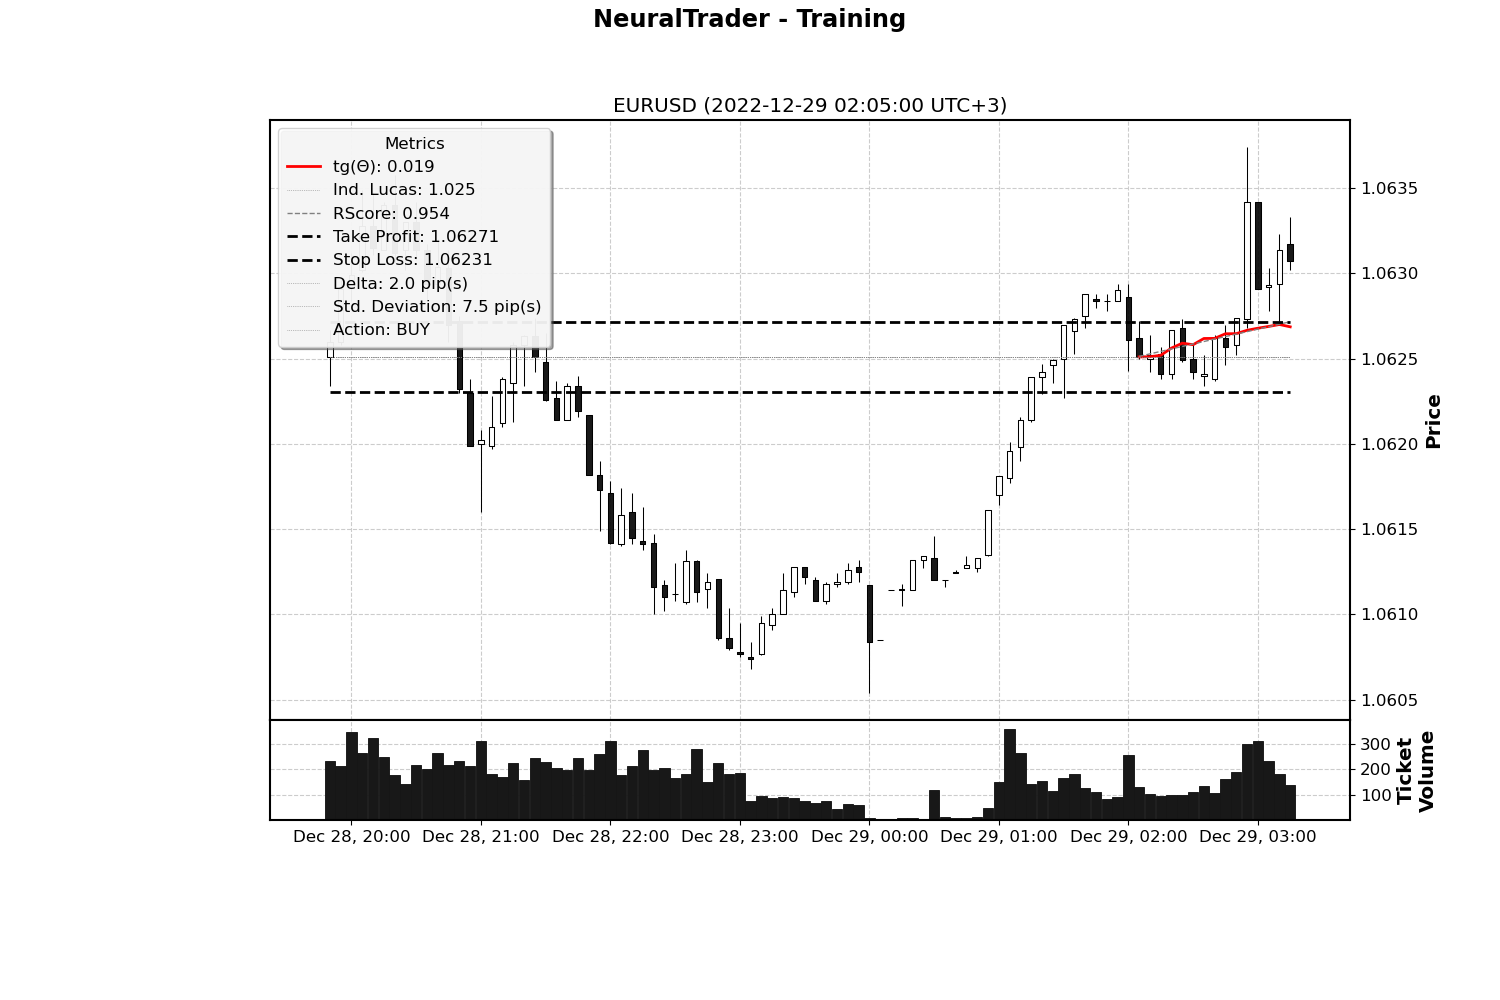 NeuralTrader - Training
EURUSD (2022-12-29 02:05:00 UTC+3)
Metrics
tg(Θ): 0.019
Ind. Lucas: 1.025
RScore: 0.954
Take Profit: 1.06271
Stop Loss: 1.06231
Delta: 2.0 pip(s)
Std. Deviation: 7.5 pip(s)
Action: BUY
1.0635
1.0630
1.0625
1.0620
1.0615
1.0610
1.0605
Price
300
200
100
Ticket
Volume
Dec 28, 20:00
Dec 28, 21:00
Dec 28, 22:00
Dec 28, 23:00
Dec 29, 00:00
Dec 29, 01:00
Dec 29, 02:00
Dec 29, 03:00